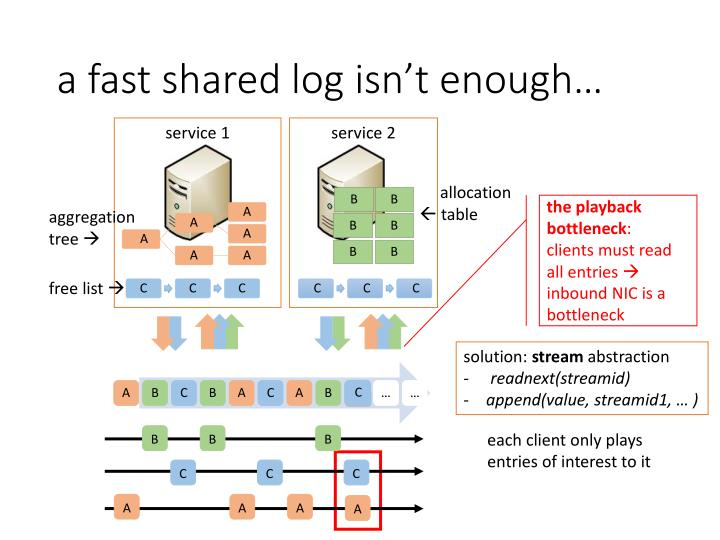 a fast shared log isn't enough…
service 1
service 2
A
A
A
A
A
A
B B
B B
B B
aggregation
tree →
allocation
← table
free list →
C C C
C C C
the playback
bottleneck:
clients must read
all entries →
inbound NIC is a
bottleneck
solution: stream abstraction
- readnext(streamid)
- append(value, streamid1, … )
A B C B A C A B C … …
each client only plays
entries of interest to it
B B B
C C C
A A A A